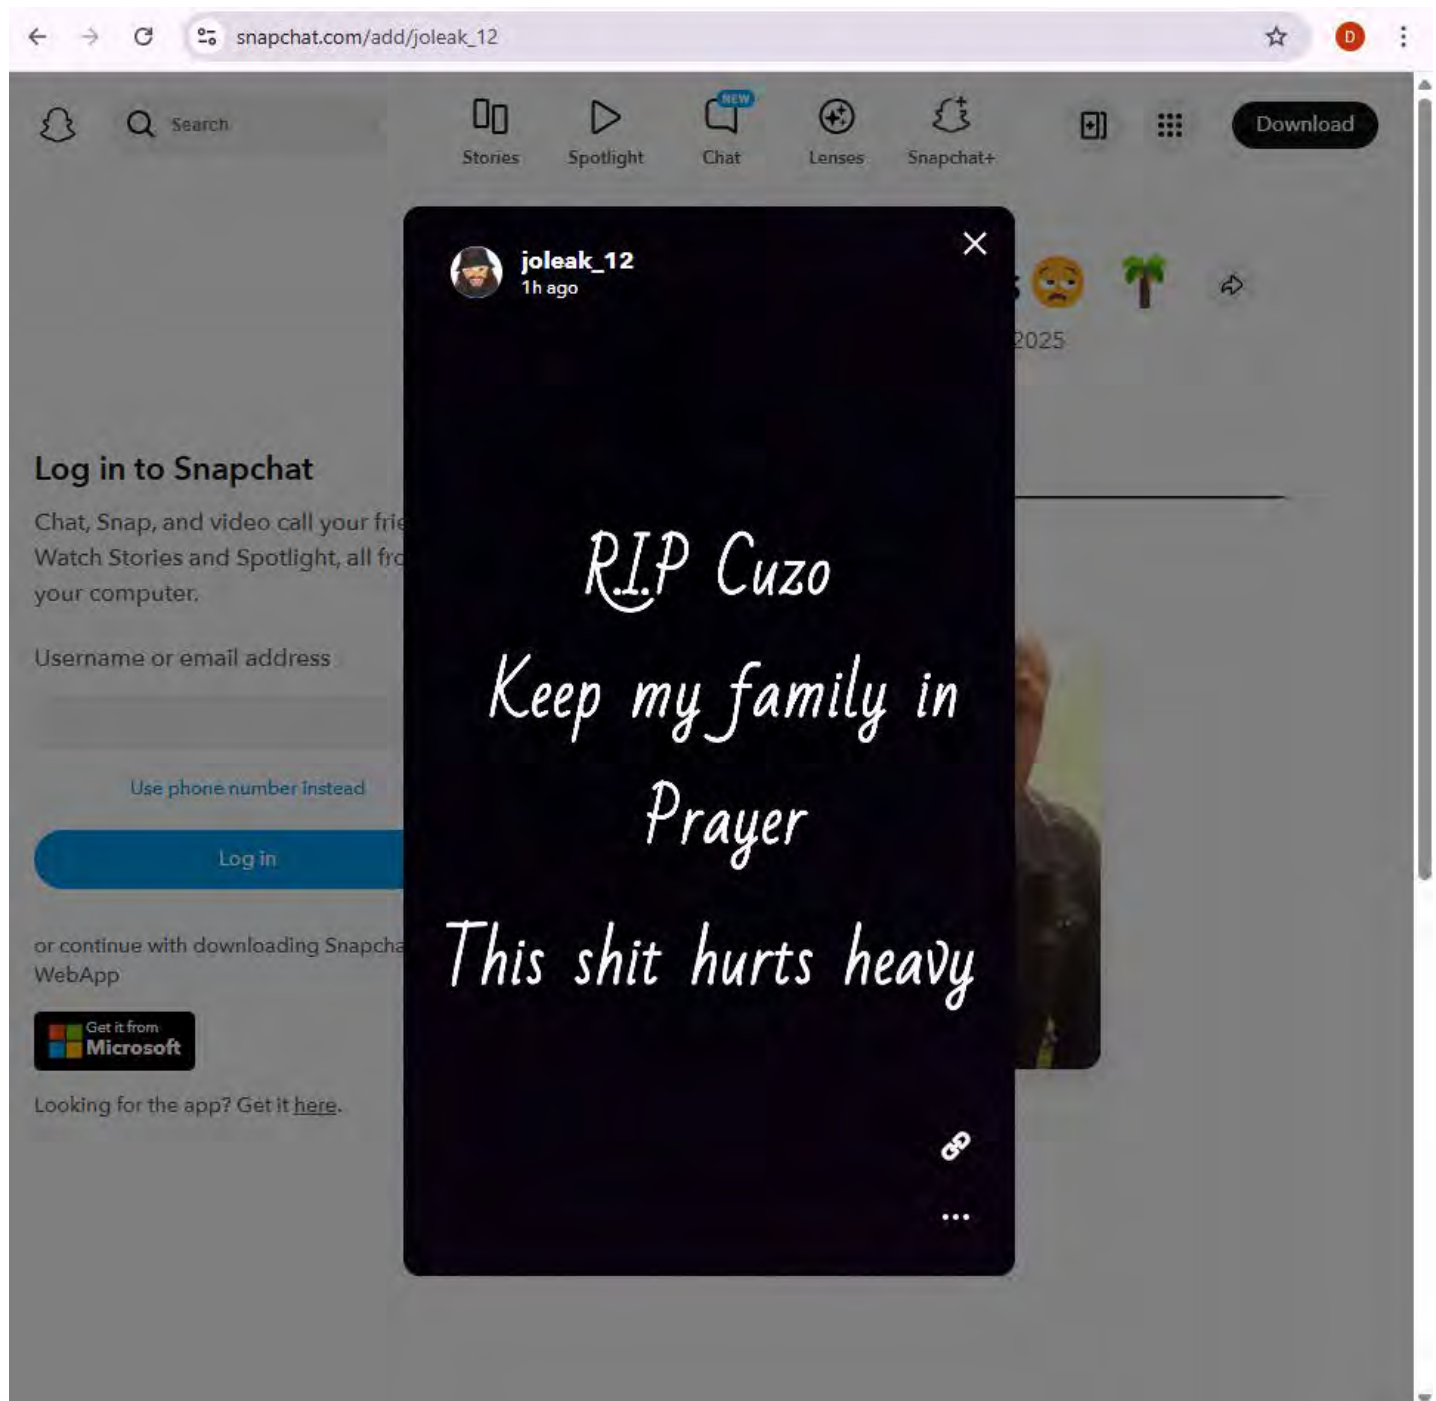 snapchat.com/add/joleak_12
D
Search
Stories
Spotlight
NEW
Chat
Lenses
Snapchat+
Download
joleak_12
1h ago
2025
Log in to Snapchat
Chat, Snap, and video call your frie
Watch Stories and Spotlight, all fro
your computer.
Username or email address
Use phone number instead
Log in
or continue with downloading Snapcha
WebApp
Get it from
Microsoft
Looking for the app? Get it here.
R.I.P Cuzo
Keep my family in
Prayer
This shit hurts heavy